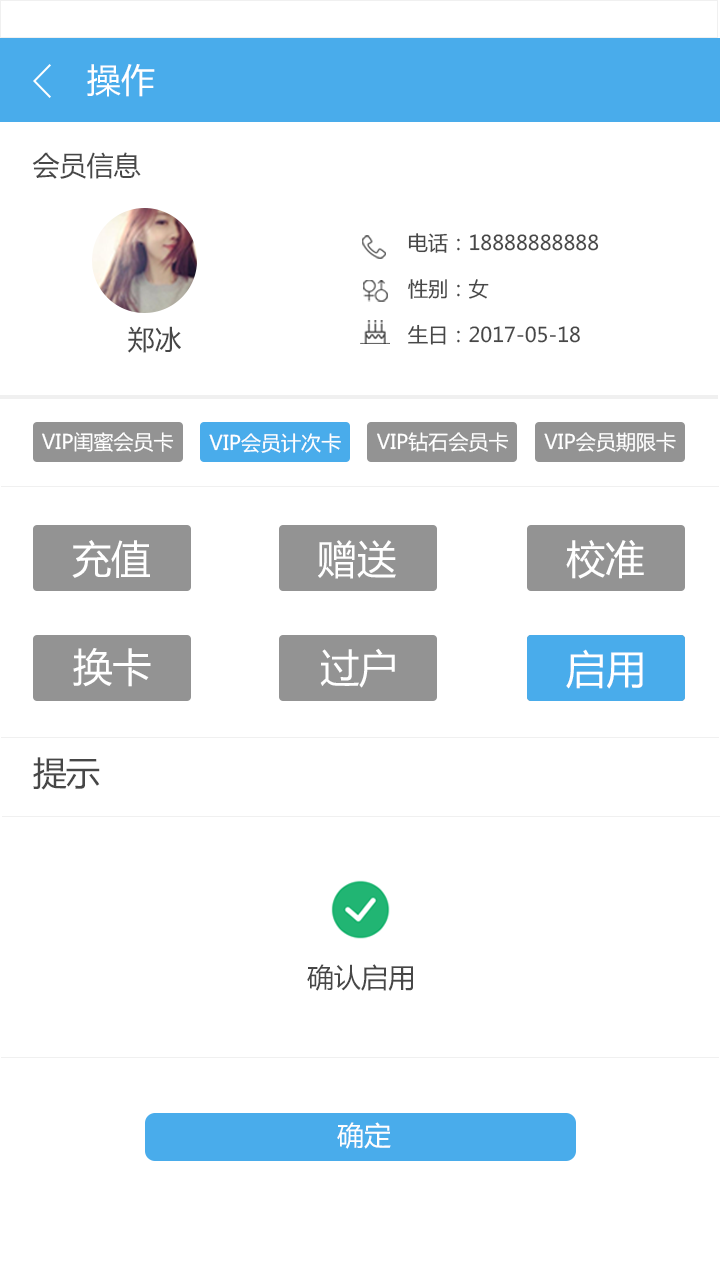 操作
会员信息
郑冰
电话：18888888888
性别：女
生日：2017-05-18
VIP闺蜜会员卡 VIP会员计次卡 VIP钻石会员卡 VIP会员期限卡
充值 赠送 校准
换卡 过户 启用
提示
确认启用
确定